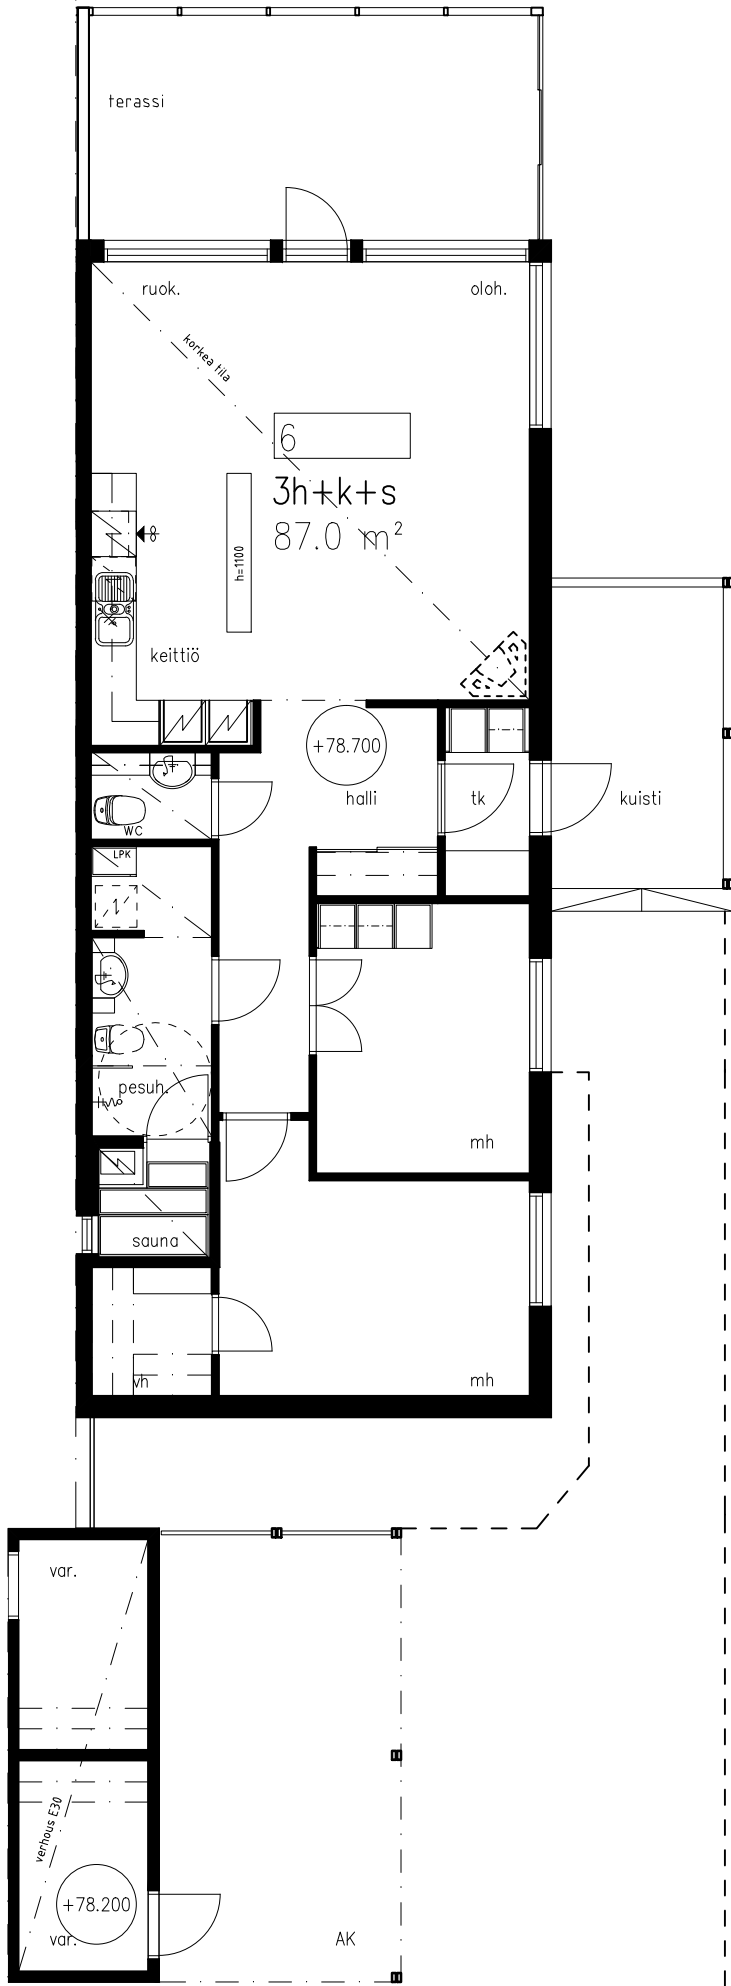 terassi
ruok.
oloh.
korkea tila
6
3h+k+s
87.0 m²
h=1100
keittiö
+78.700
halli
tk
kuisti
WC
LPK
pesuh.
mh
sauna
vh
mh
var.
verhous E30
+78.200
var.
AK